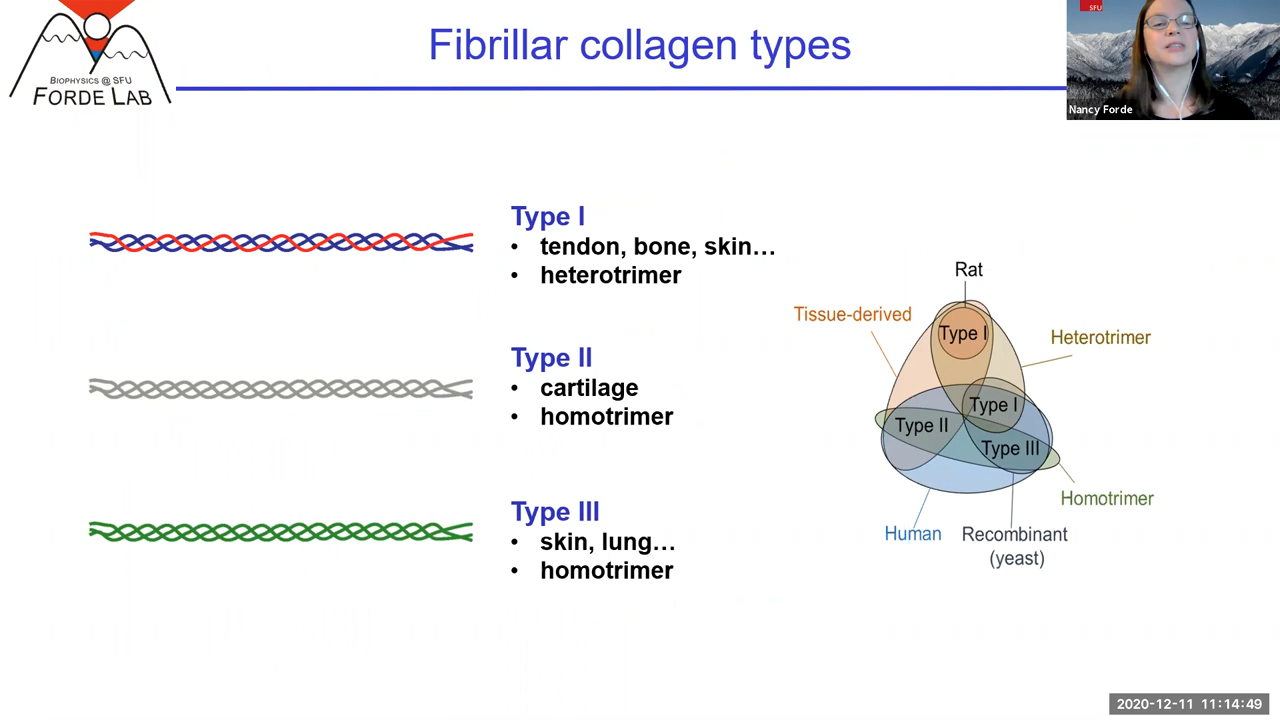 Fibrillar collagen types
BIOPHYSICS @ SFU
FORDE LAB
SFU
Nancy Forde
Type I
• tendon, bone, skin…
• heterotrimer
Type II
• cartilage
• homotrimer
Type III
• skin, lung…
• homotrimer
Rat
Tissue-derived
Type I
Heterotrimer
Type I
Type II
Type III
Homotrimer
Human
Recombinant
(yeast)
2020-12-11 11:14:49